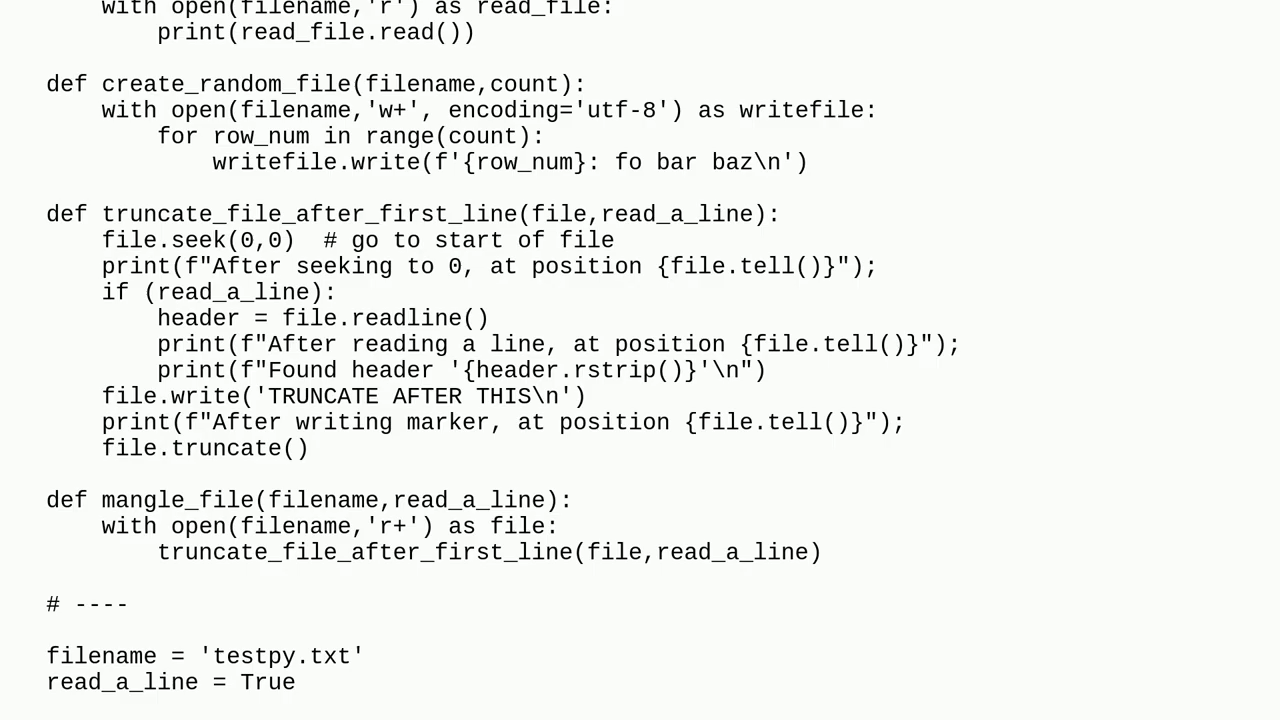 with open(filename,'r') as read_file:
        print(read_file.read())

def create_random_file(filename,count):
    with open(filename,'w+', encoding='utf-8') as writefile:
        for row_num in range(count):
            writefile.write(f'{row_num}: fo bar baz\n')

def truncate_file_after_first_line(file,read_a_line):
    file.seek(0,0)  # go to start of file
    print(f"After seeking to 0, at position {file.tell()}");
    if (read_a_line):
        header = file.readline()
        print(f"After reading a line, at position {file.tell()}");
        print(f"Found header '{header.rstrip()}'\n")
    file.write('TRUNCATE AFTER THIS\n')
    print(f"After writing marker, at position {file.tell()}");
    file.truncate()

def mangle_file(filename,read_a_line):
    with open(filename,'r+') as file:
        truncate_file_after_first_line(file,read_a_line)

# ----

filename = 'testpy.txt'
read_a_line = True